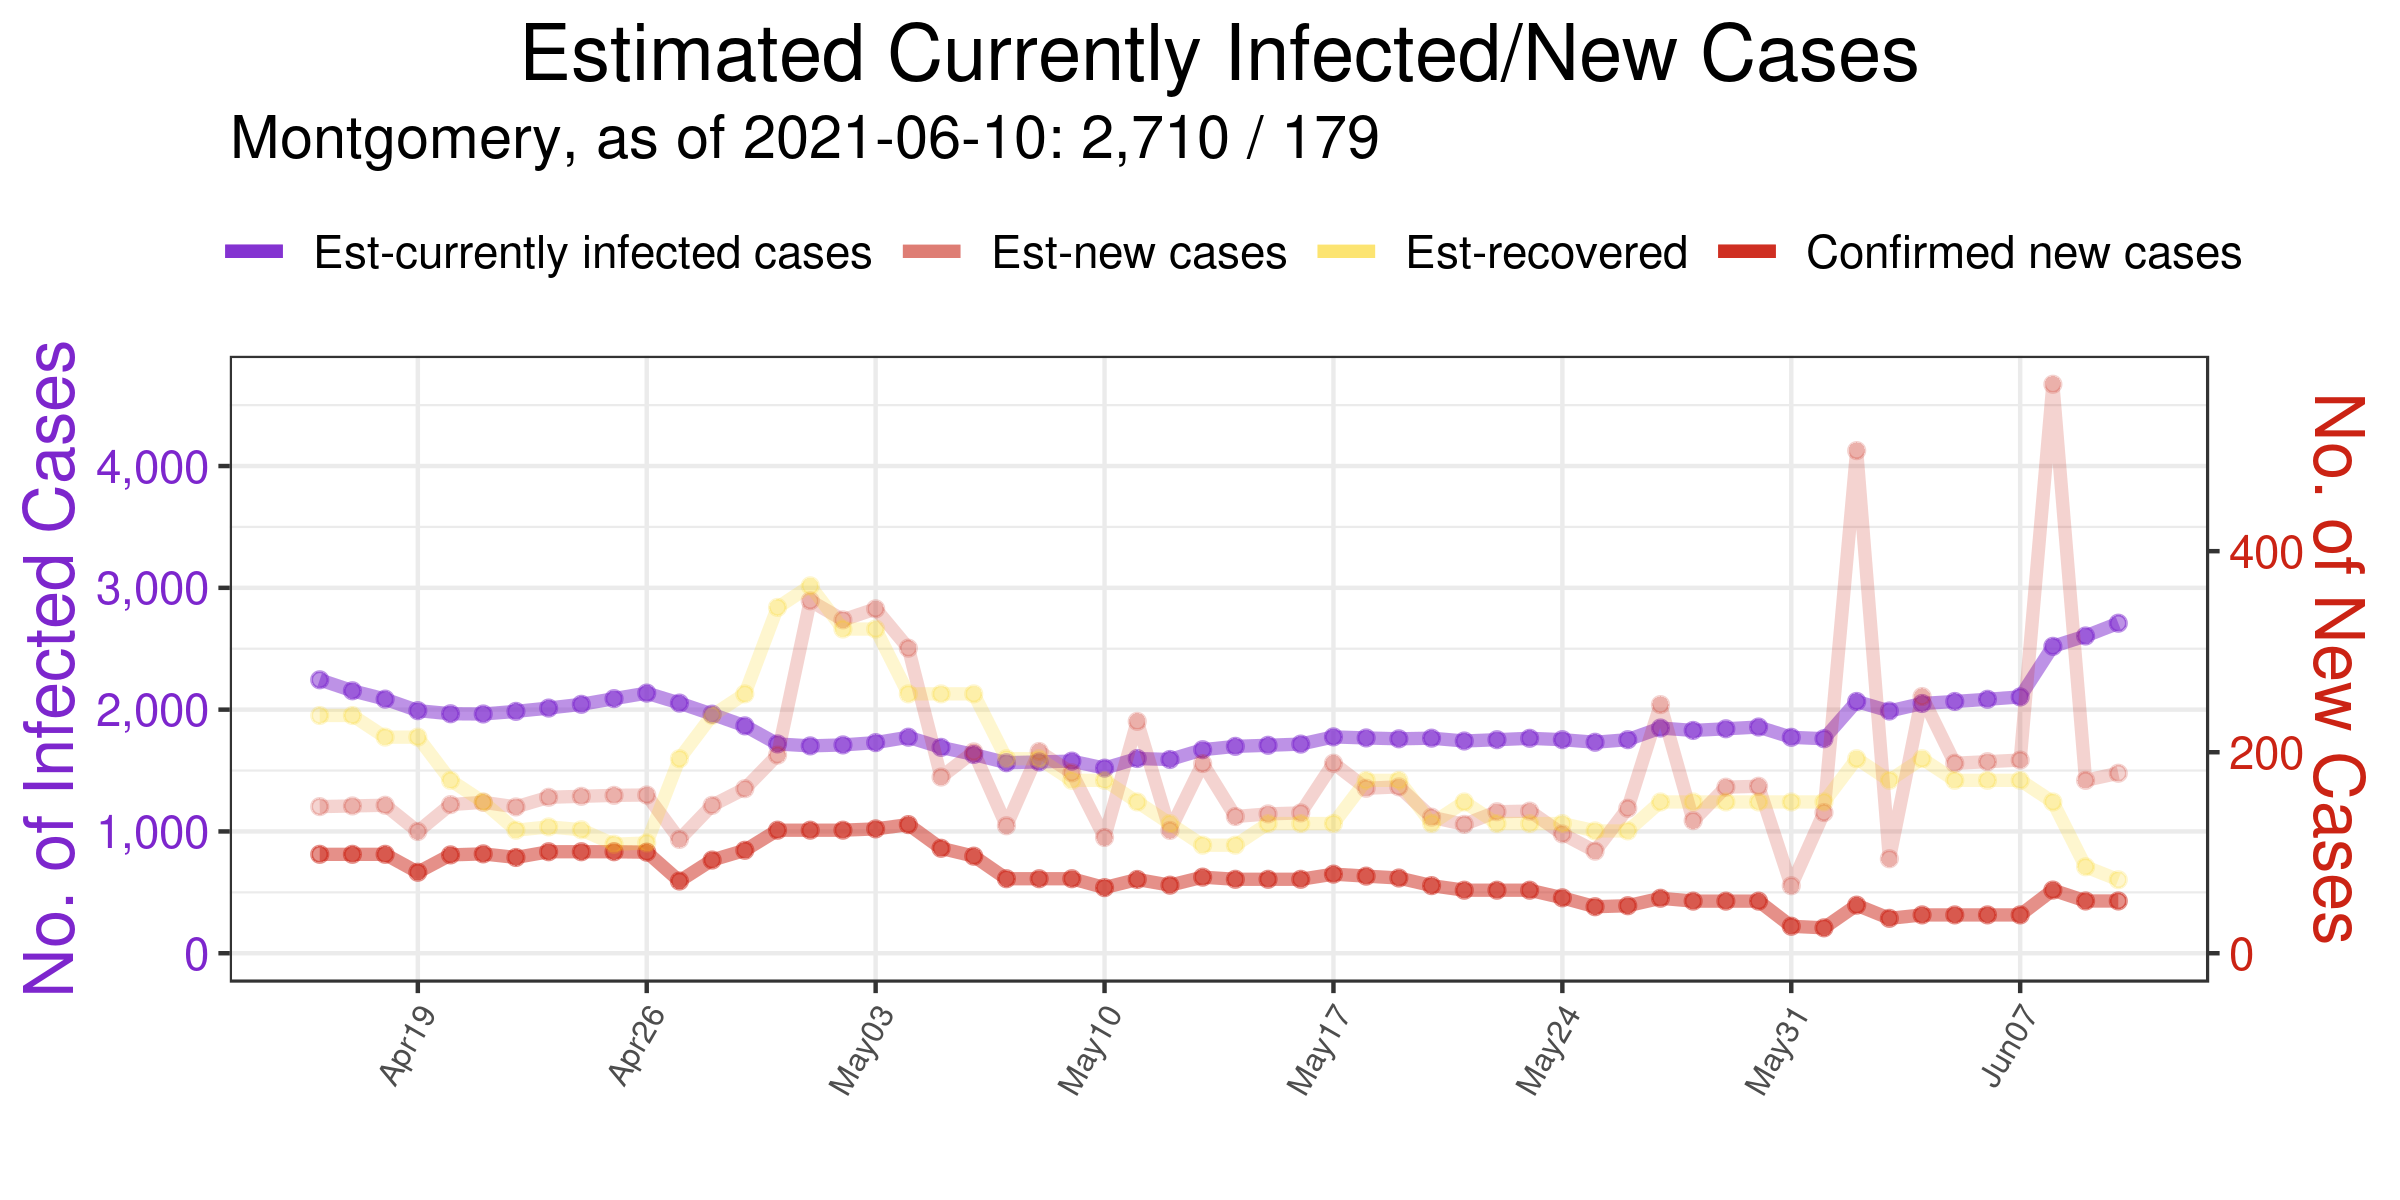 Estimated Currently Infected/New Cases
Montgomery, as of 2021-06-10: 2,710 / 179
Est-currently infected cases Est-new cases Est-recovered Confirmed new cases
No. of Infected Cases
4,000
3,000
2,000
1,000
0
400
200
0
No. of New Cases
Apr19 Apr26 May03 May10 May17 May24 May31 Jun07